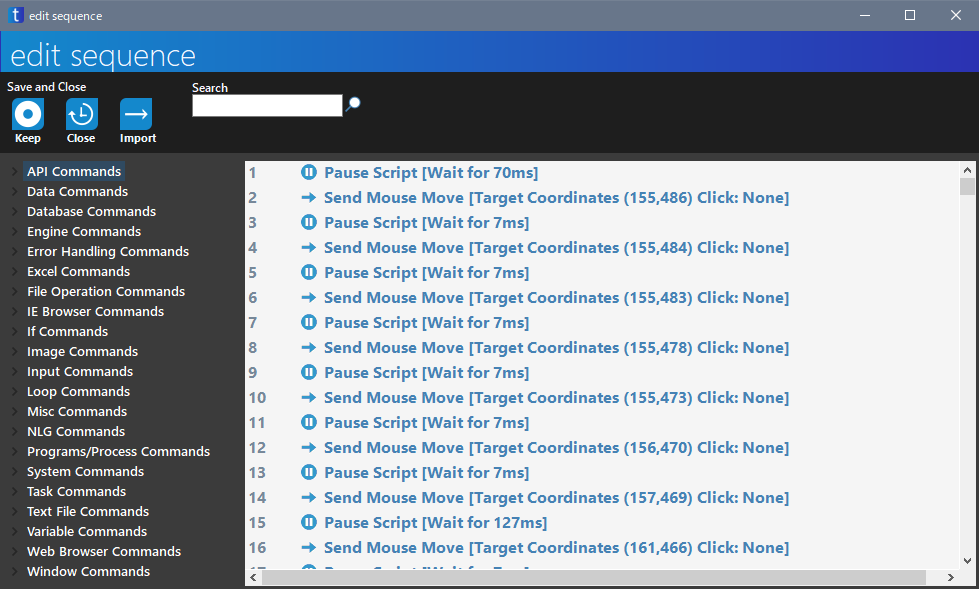 t edit sequence
edit sequence
Save and Close
Keep Close Import
Search
API Commands
Data Commands
Database Commands
Engine Commands
Error Handling Commands
Excel Commands
File Operation Commands
IE Browser Commands
If Commands
Image Commands
Input Commands
Loop Commands
Misc Commands
NLG Commands
Programs/Process Commands
System Commands
Task Commands
Text File Commands
Variable Commands
Web Browser Commands
Window Commands
1 Pause Script [Wait for 70ms]
2 Send Mouse Move [Target Coordinates (155,486) Click: None]
3 Pause Script [Wait for 7ms]
4 Send Mouse Move [Target Coordinates (155,484) Click: None]
5 Pause Script [Wait for 7ms]
6 Send Mouse Move [Target Coordinates (155,483) Click: None]
7 Pause Script [Wait for 7ms]
8 Send Mouse Move [Target Coordinates (155,478) Click: None]
9 Pause Script [Wait for 7ms]
10 Send Mouse Move [Target Coordinates (155,473) Click: None]
11 Pause Script [Wait for 7ms]
12 Send Mouse Move [Target Coordinates (156,470) Click: None]
13 Pause Script [Wait for 7ms]
14 Send Mouse Move [Target Coordinates (157,469) Click: None]
15 Pause Script [Wait for 127ms]
16 Send Mouse Move [Target Coordinates (161,466) Click: None]